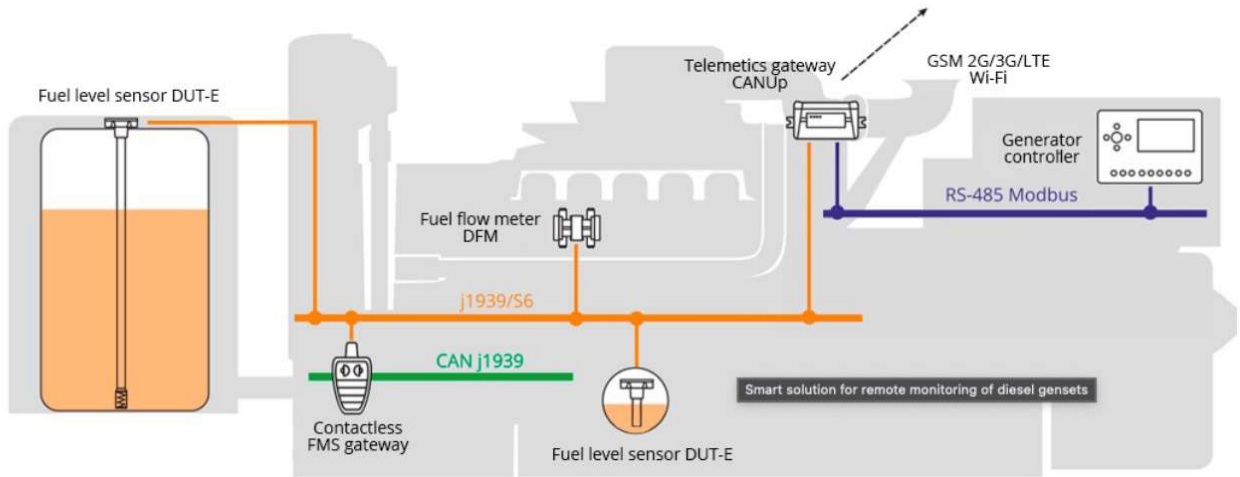 Telemetics gateway
CANUp
GSM 2G/3G/LTE
Wi-Fi
Fuel level sensor DUT-E
Generator
controller
RS-485 Modbus
Fuel flow meter
DFM
j1939/S6
CAN j1939
Smart solution for remote monitoring of diesel gensets
Contactless
FMS gateway
Fuel level sensor DUT-E